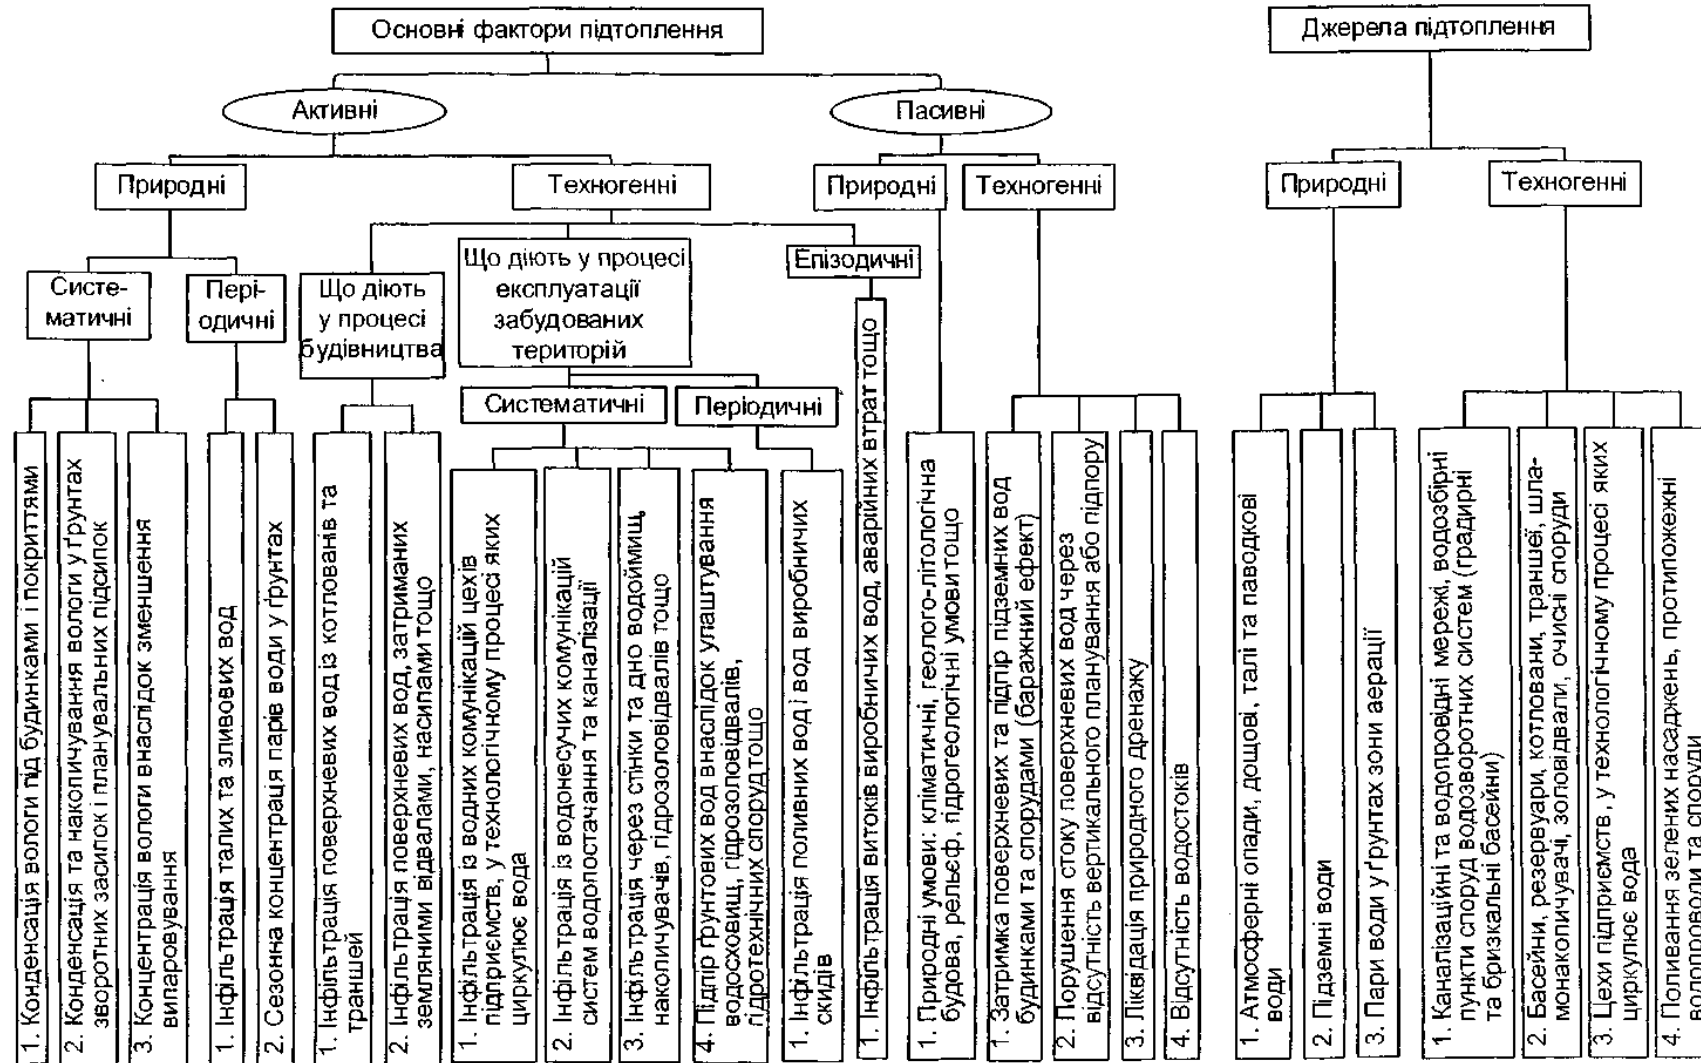 Основні фактори підтоплення
Джерела підтоплення
Активні
Пасивні
Природні
Техногенні
Природні
Техногенні
Природні
Техногенні
Систе-
матичні
Пері-
одичні
Що діють
у процесі
будівництва
Що діють у процесі
експлуатації
забудованих
територій
Епізодичні
Систематичні
Періодичні
1. Конденсація вологи під будинками і покриттями
2. Конденсація та накопичування вологи у ґрунтах
зворотних засипок і планувальних підсипок
3. Концентрація вологи внаслідок зменшення
випаровування
1. Інфільтрація талих та зливових вод
2. Сезонна концентрація парів води у ґрунтах
1. Інфільтрація поверхневих вод із котлованів та
траншей
2. Інфільтрація поверхневих вод, затриманих
земляними відвалами, насипами тощо
1. Інфільтрація із водних комунікацій цехів
підприємств, у технологічному процесі яких
циркулює вода
2. Інфільтрація із водонесучих комунікацій
систем водопостачання та каналізації
3. Інфільтрація через стінки та дно водоймищ,
накопичувачів, гідрозоловідвалів тощо
4. Підпір ґрунтових вод внаслідок улаштування
водосховищ, гідрозоловідвалів,
гідротехнічних споруд тощо
1. Інфільтрація поливних вод і вод виробничих
скидів
1. Інфільтрація витоків виробничих вод, аварійних втрат тощо
1. Природні умови: кліматичні, геолого-літологічна
будова, рельєф, гідрогеологічні умови тощо
1. Затримка поверхневих та підпір підземних вод
будинками та спорудами (баражний ефект)
2. Порушення стоку поверхневих вод через
відсутність вертикального планування або підпору
3. Ліквідація природного дренажу
4. Відсутність водостоків
1. Атмосферні опади, дощові, талі та паводкові
води
2. Підземні води
3. Пари води у ґрунтах зони аерації
1. Каналізаційні та водопровідні мережі, водозбірні
пункти споруд водозворотних систем (градирні
та бризкальні басейни)
2. Басейни, резервуари, котловани, траншеї, шла-
монакопичувачі, золовідвали, очисні споруди
3. Цехи підприємств, у технологічному процесі яких
циркулює вода
4. Поливання зелених насаджень, протипожежні
водопроводи та споруди